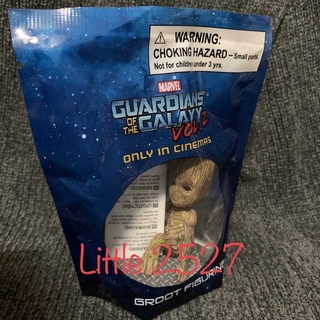 WARNING:
CHOKING HAZARD – Small parts
Not for children under 3 yrs.
MARVEL
GUARDIANS
OF THE
GALAXY
VOL.2
ONLY IN CINEMAS
Little 2527
GROOT FIGURINE